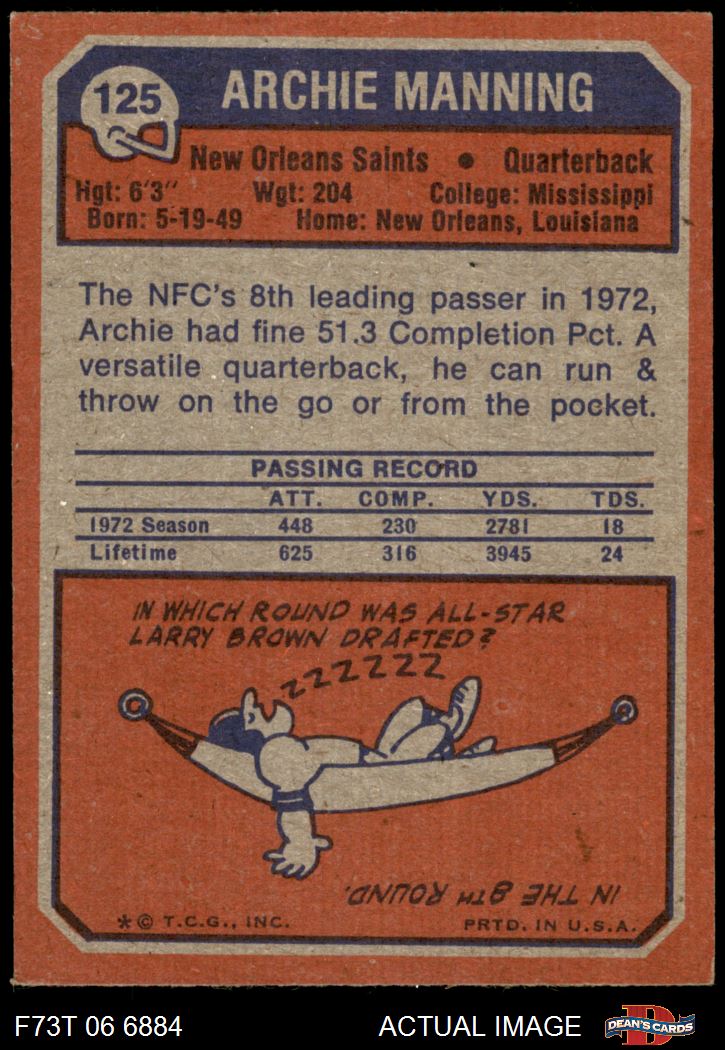 125
ARCHIE MANNING
New Orleans Saints • Quarterback
Hgt: 6'3" Wgt: 204 College: Mississippi
Born: 5-19-49 Home: New Orleans, Louisiana
The NFC's 8th leading passer in 1972,
Archie had fine 51.3 Completion Pct. A
versatile quarterback, he can run &
throw on the go or from the pocket.
PASSING RECORD
ATT. COMP. YDS. TDS.
1972 Season 448 230 2781 18
Lifetime 625 316 3945 24
IN WHICH ROUND WAS ALL-STAR
LARRY BROWN DRAFTED?
ZZZZZZZ
IN THE 8TH ROUND.
*© T.C.G., INC. PRTD. IN U.S.A.
F73T 06 6884 ACTUAL IMAGE D DEAN'S CARDS